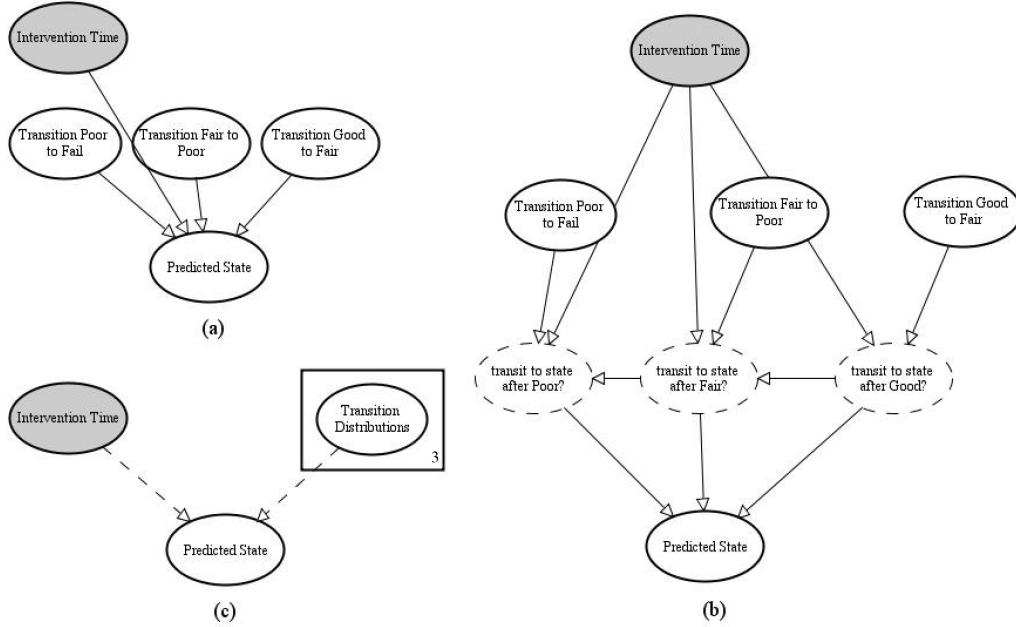 Intervention Time
Transition Poor
to Fail
Transition Fair to
Poor
Transition Good
to Fair
Predicted State
(a)
Intervention Time
Transition
Distributions
3
Predicted State
(c)
Intervention Time
Transition Poor
to Fail
Transition Fair to
Poor
Transition Good
to Fair
transit to state
after Poor?
transit to state
after Fair?
transit to state
after Good?
Predicted State
(b)